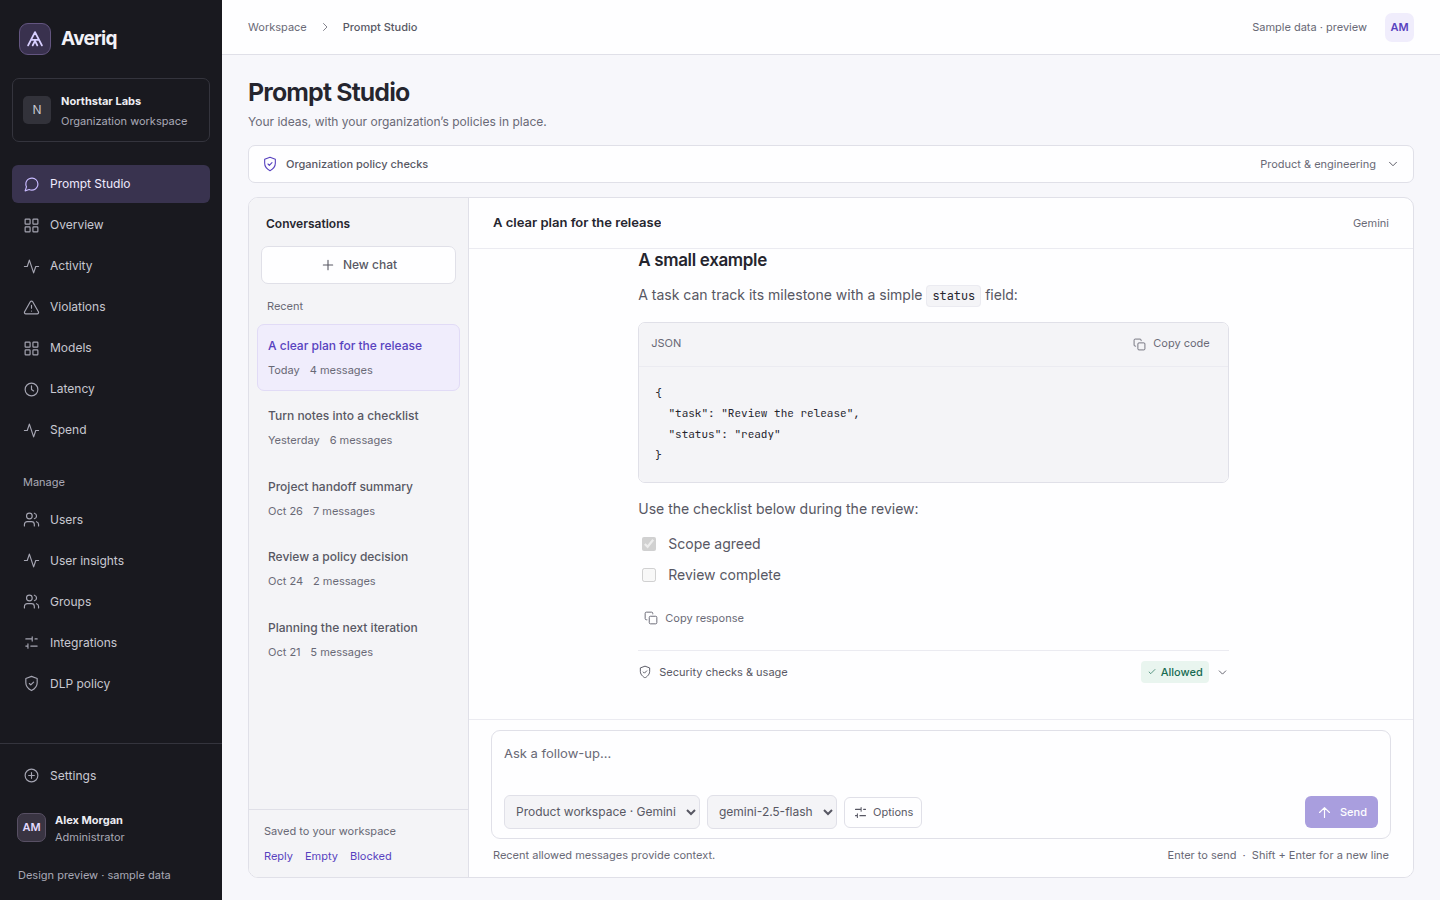 Averiq
N
Northstar Labs
Organization workspace
Prompt Studio
Overview
Activity
Violations
Models
Latency
Spend
Manage
Users
User insights
Groups
Integrations
DLP policy
Settings
AM
Alex Morgan
Administrator
Design preview · sample data
Workspace
Prompt Studio
Sample data · preview
AM
Prompt Studio
Your ideas, with your organization's policies in place.
Organization policy checks
Product & engineering
Conversations
New chat
Recent
A clear plan for the release
Today 4 messages
Turn notes into a checklist
Yesterday 6 messages
Project handoff summary
Oct 26 7 messages
Review a policy decision
Oct 24 2 messages
Planning the next iteration
Oct 21 5 messages
Saved to your workspace
Reply Empty Blocked
A clear plan for the release
Gemini
A small example
A task can track its milestone with a simple status field:
JSON
Copy code
{
"task": "Review the release",
"status": "ready"
}
Use the checklist below during the review:
Scope agreed
Review complete
Copy response
Security checks & usage
Allowed
Ask a follow-up...
Product workspace · Gemini
gemini-2.5-flash
Options
Send
Recent allowed messages provide context.
Enter to send · Shift + Enter for a new line